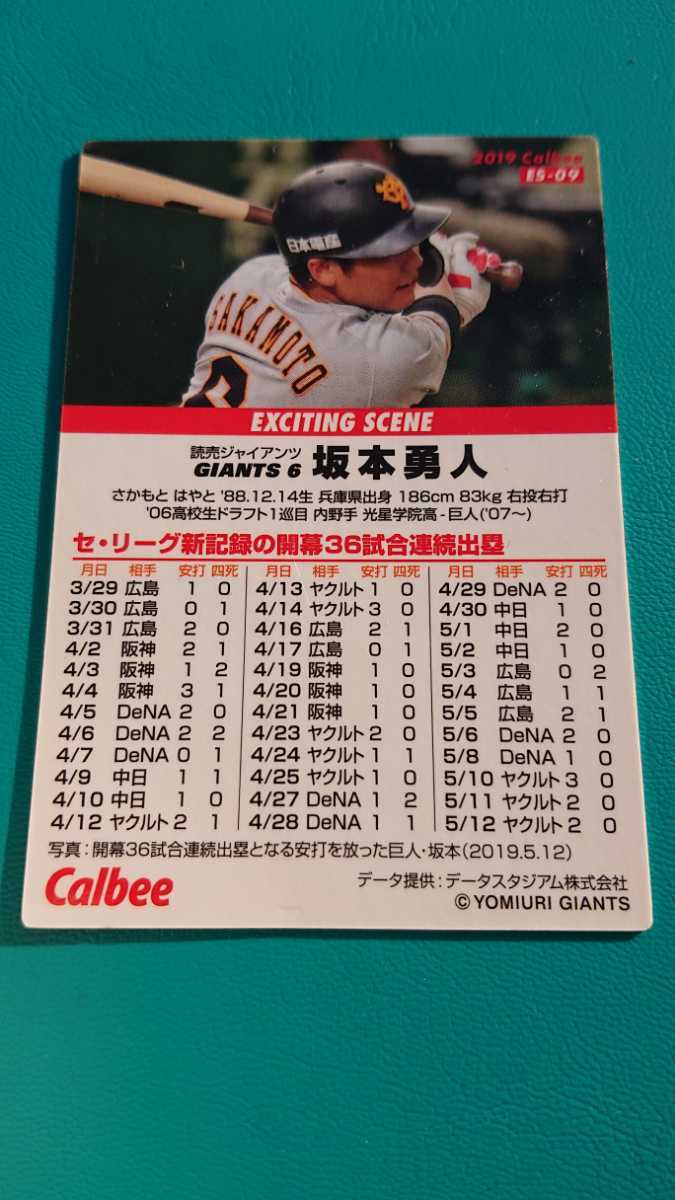 2019 Calbee
ES-09
日本電産
SAKAMOTO
6
EXCITING SCENE
読売ジャイアンツ
GIANTS 6 坂本勇人
さかもと はやと '88.12.14生 兵庫県出身 186cm 83kg 右投右打
'06高校生ドラフト1巡目 内野手 光星学院高-巨人('07～)
セ・リーグ新記録の開幕36試合連続出塁
月日 相手 安打 四死 月日 相手 安打 四死 月日 相手 安打 四死
3/29 広島 1 0 4/13 ヤクルト 1 0 4/29 DeNA 2 0
3/30 広島 0 1 4/14 ヤクルト 3 0 4/30 中日 1 0
3/31 広島 2 0 4/16 広島 2 1 5/1 中日 2 0
4/2 阪神 2 1 4/17 広島 0 1 5/2 中日 1 0
4/3 阪神 1 2 4/19 阪神 1 0 5/3 広島 0 2
4/4 阪神 3 1 4/20 阪神 1 0 5/4 広島 1 1
4/5 DeNA 2 0 4/21 阪神 1 0 5/5 広島 2 1
4/6 DeNA 2 2 4/23 ヤクルト 2 0 5/6 DeNA 2 0
4/7 DeNA 0 1 4/24 ヤクルト 1 1 5/8 DeNA 1 0
4/9 中日 1 1 4/25 ヤクルト 1 0 5/10 ヤクルト 3 0
4/10 中日 1 0 4/27 DeNA 1 2 5/11 ヤクルト 2 0
4/12 ヤクルト 2 1 4/28 DeNA 1 1 5/12 ヤクルト 2 0
写真：開幕36試合連続出塁となる安打を放った巨人・坂本(2019.5.12)
Calbee
データ提供：データスタジアム株式会社
©YOMIURI GIANTS